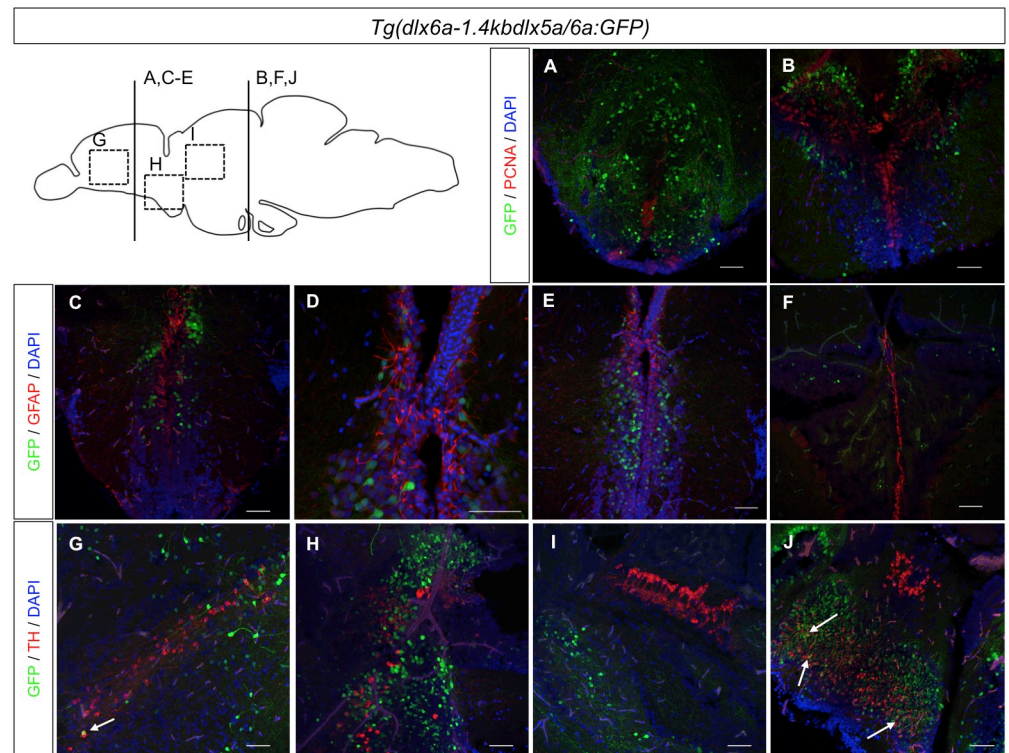 Tg(dlx6a-1.4kbdlx5a/6a:GFP)
A,C-E
B,F,J
G
H
I
GFP / PCNA / DAPI
A
B
GFP / GFAP / DAPI
C
D
E
F
GFP / TH / DAPI
G
H
I
J